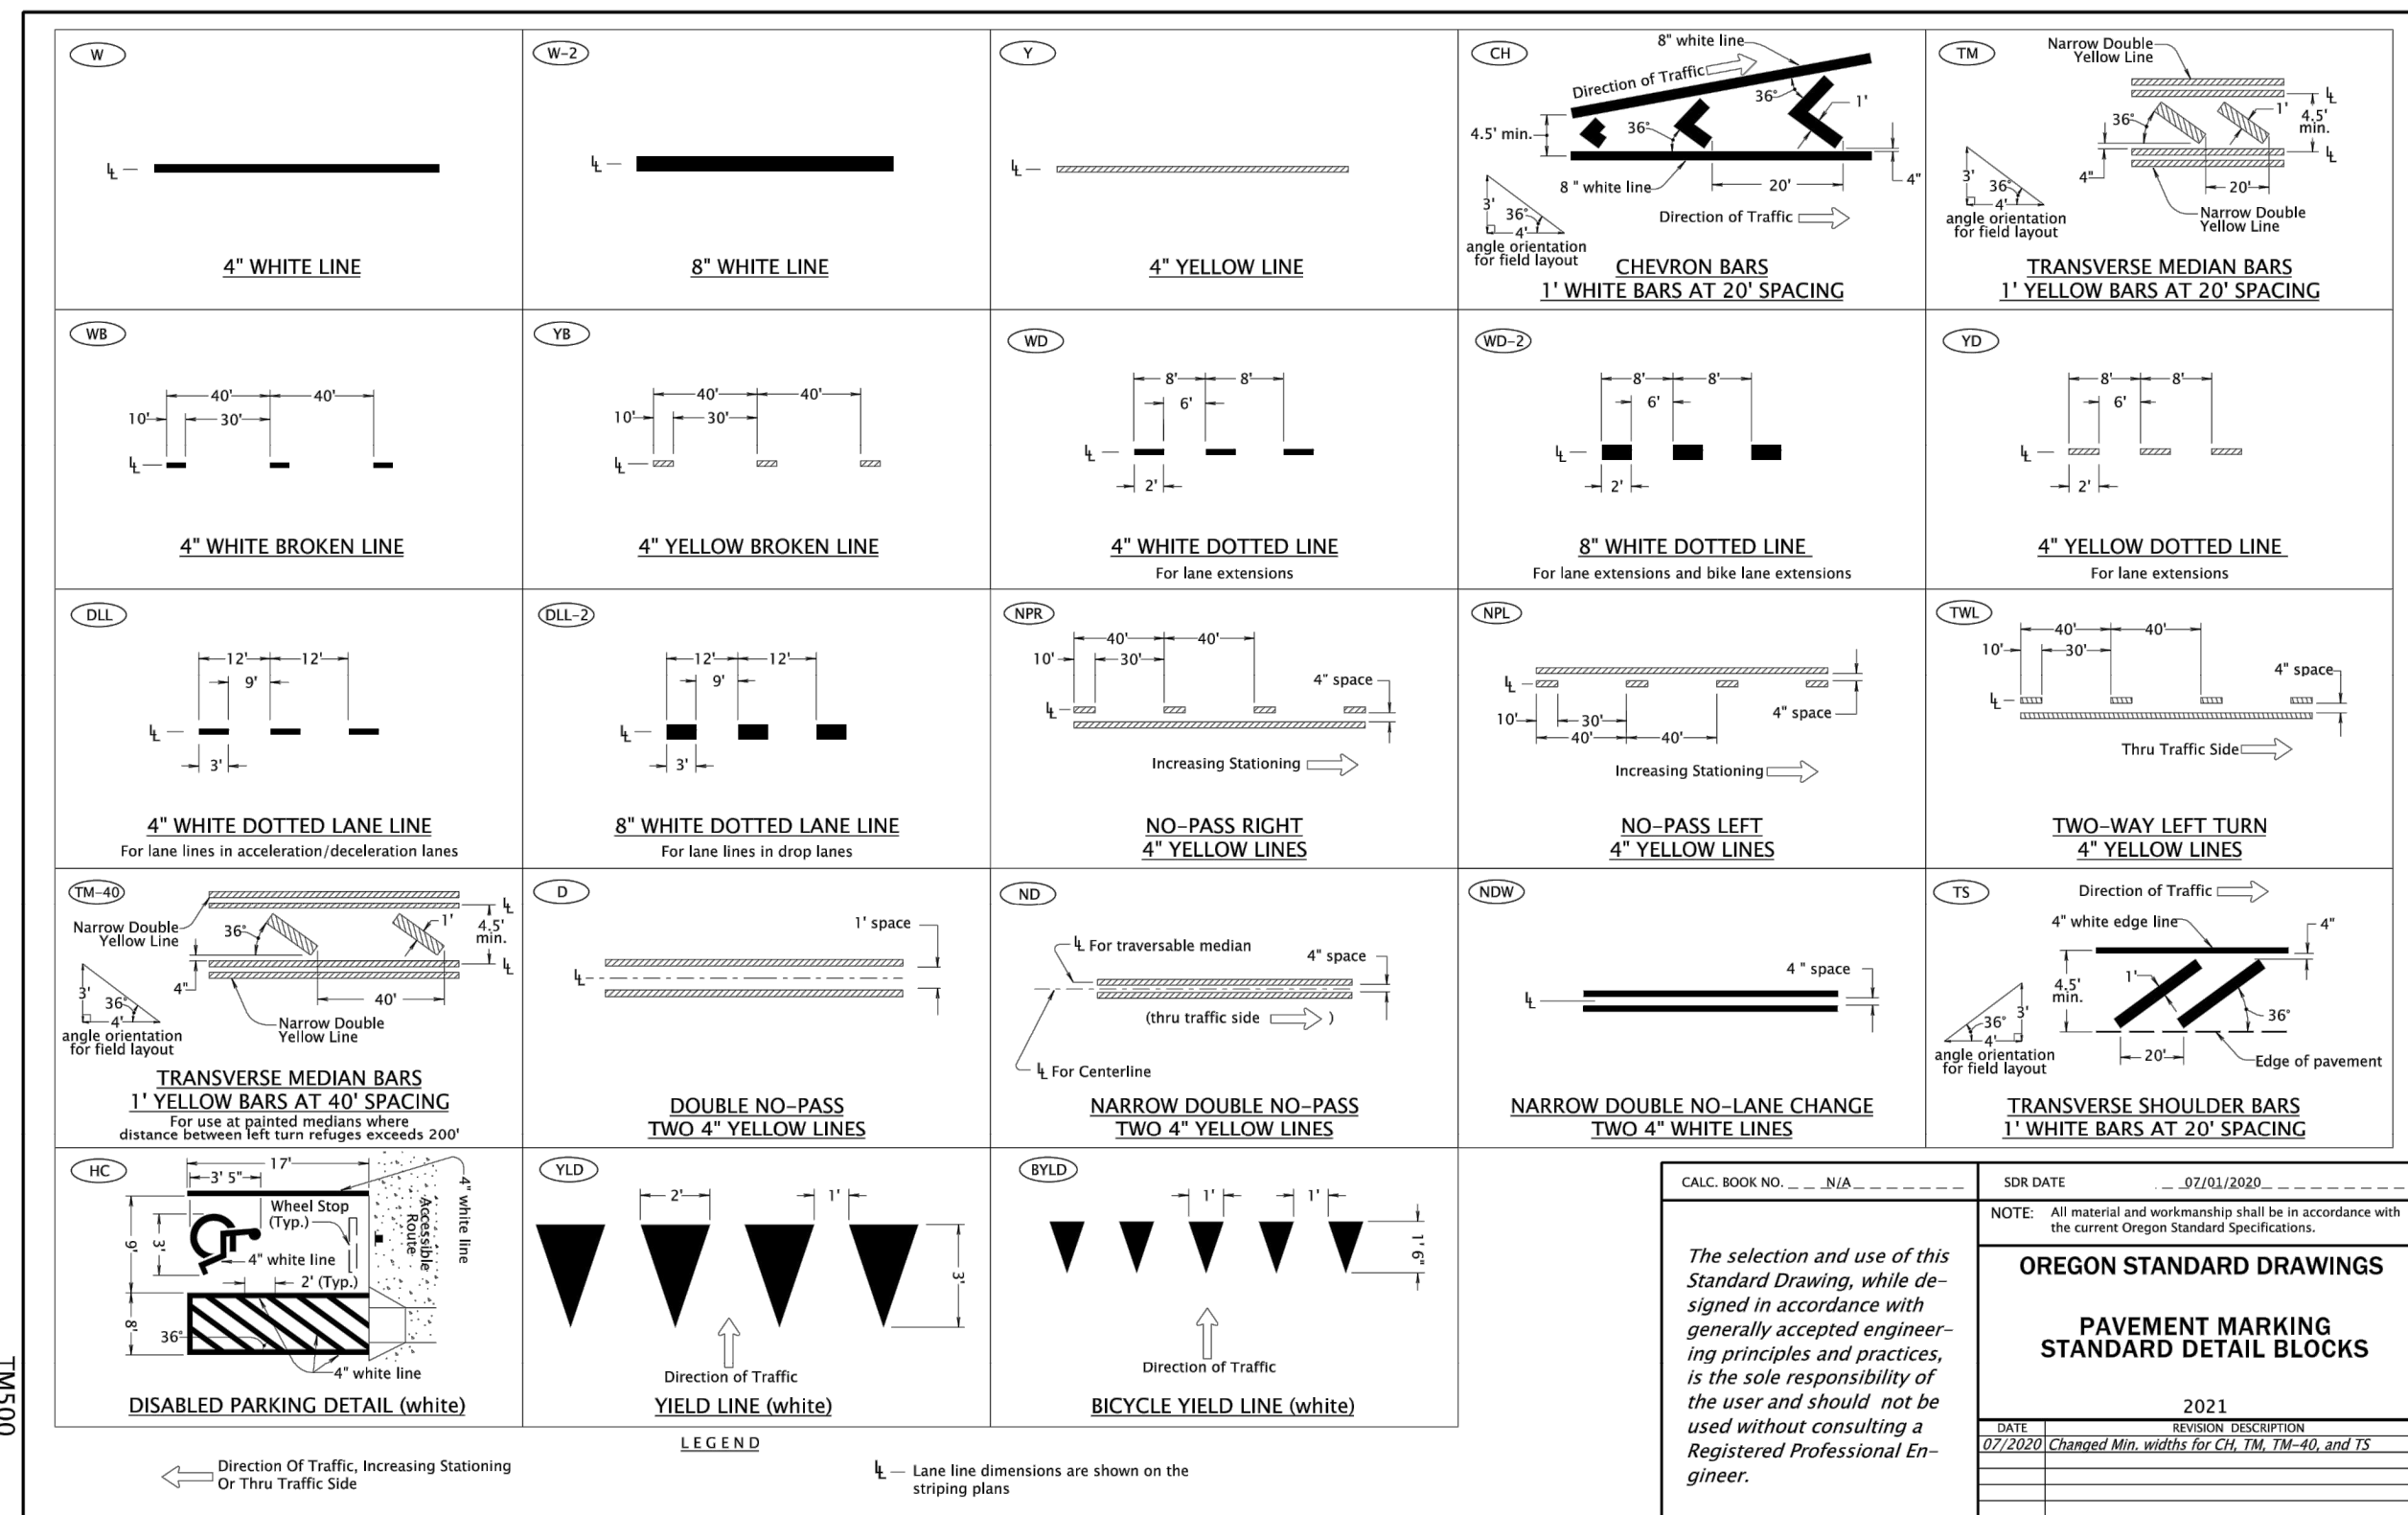 W
℄
4" WHITE LINE
W-2
℄
8" WHITE LINE
Y
℄
4" YELLOW LINE
CH
8" white line
Direction of Traffic
36°
1'
4.5' min.
36°
8 " white line
20'
4"
3'
36°
4'
Direction of Traffic
angle orientation
for field layout
CHEVRON BARS
1' WHITE BARS AT 20' SPACING
TM
Narrow Double
Yellow Line
℄
1'
36°
4.5'
min.
℄
3'
36°
4'
4"
20'
Narrow Double
Yellow Line
angle orientation
for field layout
TRANSVERSE MEDIAN BARS
1' YELLOW BARS AT 20' SPACING
WB
40'
40'
10'
30'
℄
4" WHITE BROKEN LINE
YB
40'
40'
10'
30'
℄
4" YELLOW BROKEN LINE
WD
8'
8'
6'
℄
2'
4" WHITE DOTTED LINE
For lane extensions
WD-2
8'
8'
6'
℄
2'
8" WHITE DOTTED LINE
For lane extensions and bike lane extensions
YD
8'
8'
6'
℄
2'
4" YELLOW DOTTED LINE
For lane extensions
DLL
12'
12'
9'
℄
3'
4" WHITE DOTTED LANE LINE
For lane lines in acceleration/deceleration lanes
DLL-2
12'
12'
9'
℄
3'
8" WHITE DOTTED LANE LINE
For lane lines in drop lanes
NPR
40'
40'
10'
30'
4" space
℄
Increasing Stationing
NO-PASS RIGHT
4" YELLOW LINES
NPL
℄
10'
30'
4" space
40'
40'
Increasing Stationing
NO-PASS LEFT
4" YELLOW LINES
TWL
40'
40'
10'
30'
4" space
℄
Thru Traffic Side
TWO-WAY LEFT TURN
4" YELLOW LINES
TM-40
℄
Narrow Double
Yellow Line
36°
1'
4.5'
min.
℄
3'
36°
4'
4"
40'
Narrow Double
Yellow Line
angle orientation
for field layout
TRANSVERSE MEDIAN BARS
1' YELLOW BARS AT 40' SPACING
For use at painted medians where
distance between left turn refuges exceeds 200'
D
1' space
℄
DOUBLE NO-PASS
TWO 4" YELLOW LINES
ND
℄ For traversable median
4" space
(thru traffic side )
℄ For Centerline
NARROW DOUBLE NO-PASS
TWO 4" YELLOW LINES
NDW
4 " space
℄
NARROW DOUBLE NO-LANE CHANGE
TWO 4" WHITE LINES
TS
Direction of Traffic
4" white edge line
4"
1'
4.5'
min.
36°
3'
4'
36°
20'
Edge of pavement
angle orientation
for field layout
TRANSVERSE SHOULDER BARS
1' WHITE BARS AT 20' SPACING
HC
17'
3' 5"
Wheel Stop
(Typ.)
Accessible
Route
4" white line
9'
3'
4" white line
2' (Typ.)
8'
36°
4" white line
DISABLED PARKING DETAIL (white)
YLD
2'
1'
3'
Direction of Traffic
YIELD LINE (white)
BYLD
1'
1'
1' 6"
Direction of Traffic
BICYCLE YIELD LINE (white)
LEGEND
Direction Of Traffic, Increasing Stationing
Or Thru Traffic Side
℄ — Lane line dimensions are shown on the
striping plans
CALC. BOOK NO. N/A
SDR DATE 07/01/2020
NOTE: All material and workmanship shall be in accordance with
the current Oregon Standard Specifications.
The selection and use of this
Standard Drawing, while de-
signed in accordance with
generally accepted engineer-
ing principles and practices,
is the sole responsibility of
the user and should not be
used without consulting a
Registered Professional En-
gineer.
OREGON STANDARD DRAWINGS
PAVEMENT MARKING
STANDARD DETAIL BLOCKS
2021
DATE REVISION DESCRIPTION
07/2020 Changed Min. widths for CH, TM, TM-40, and TS
TM500